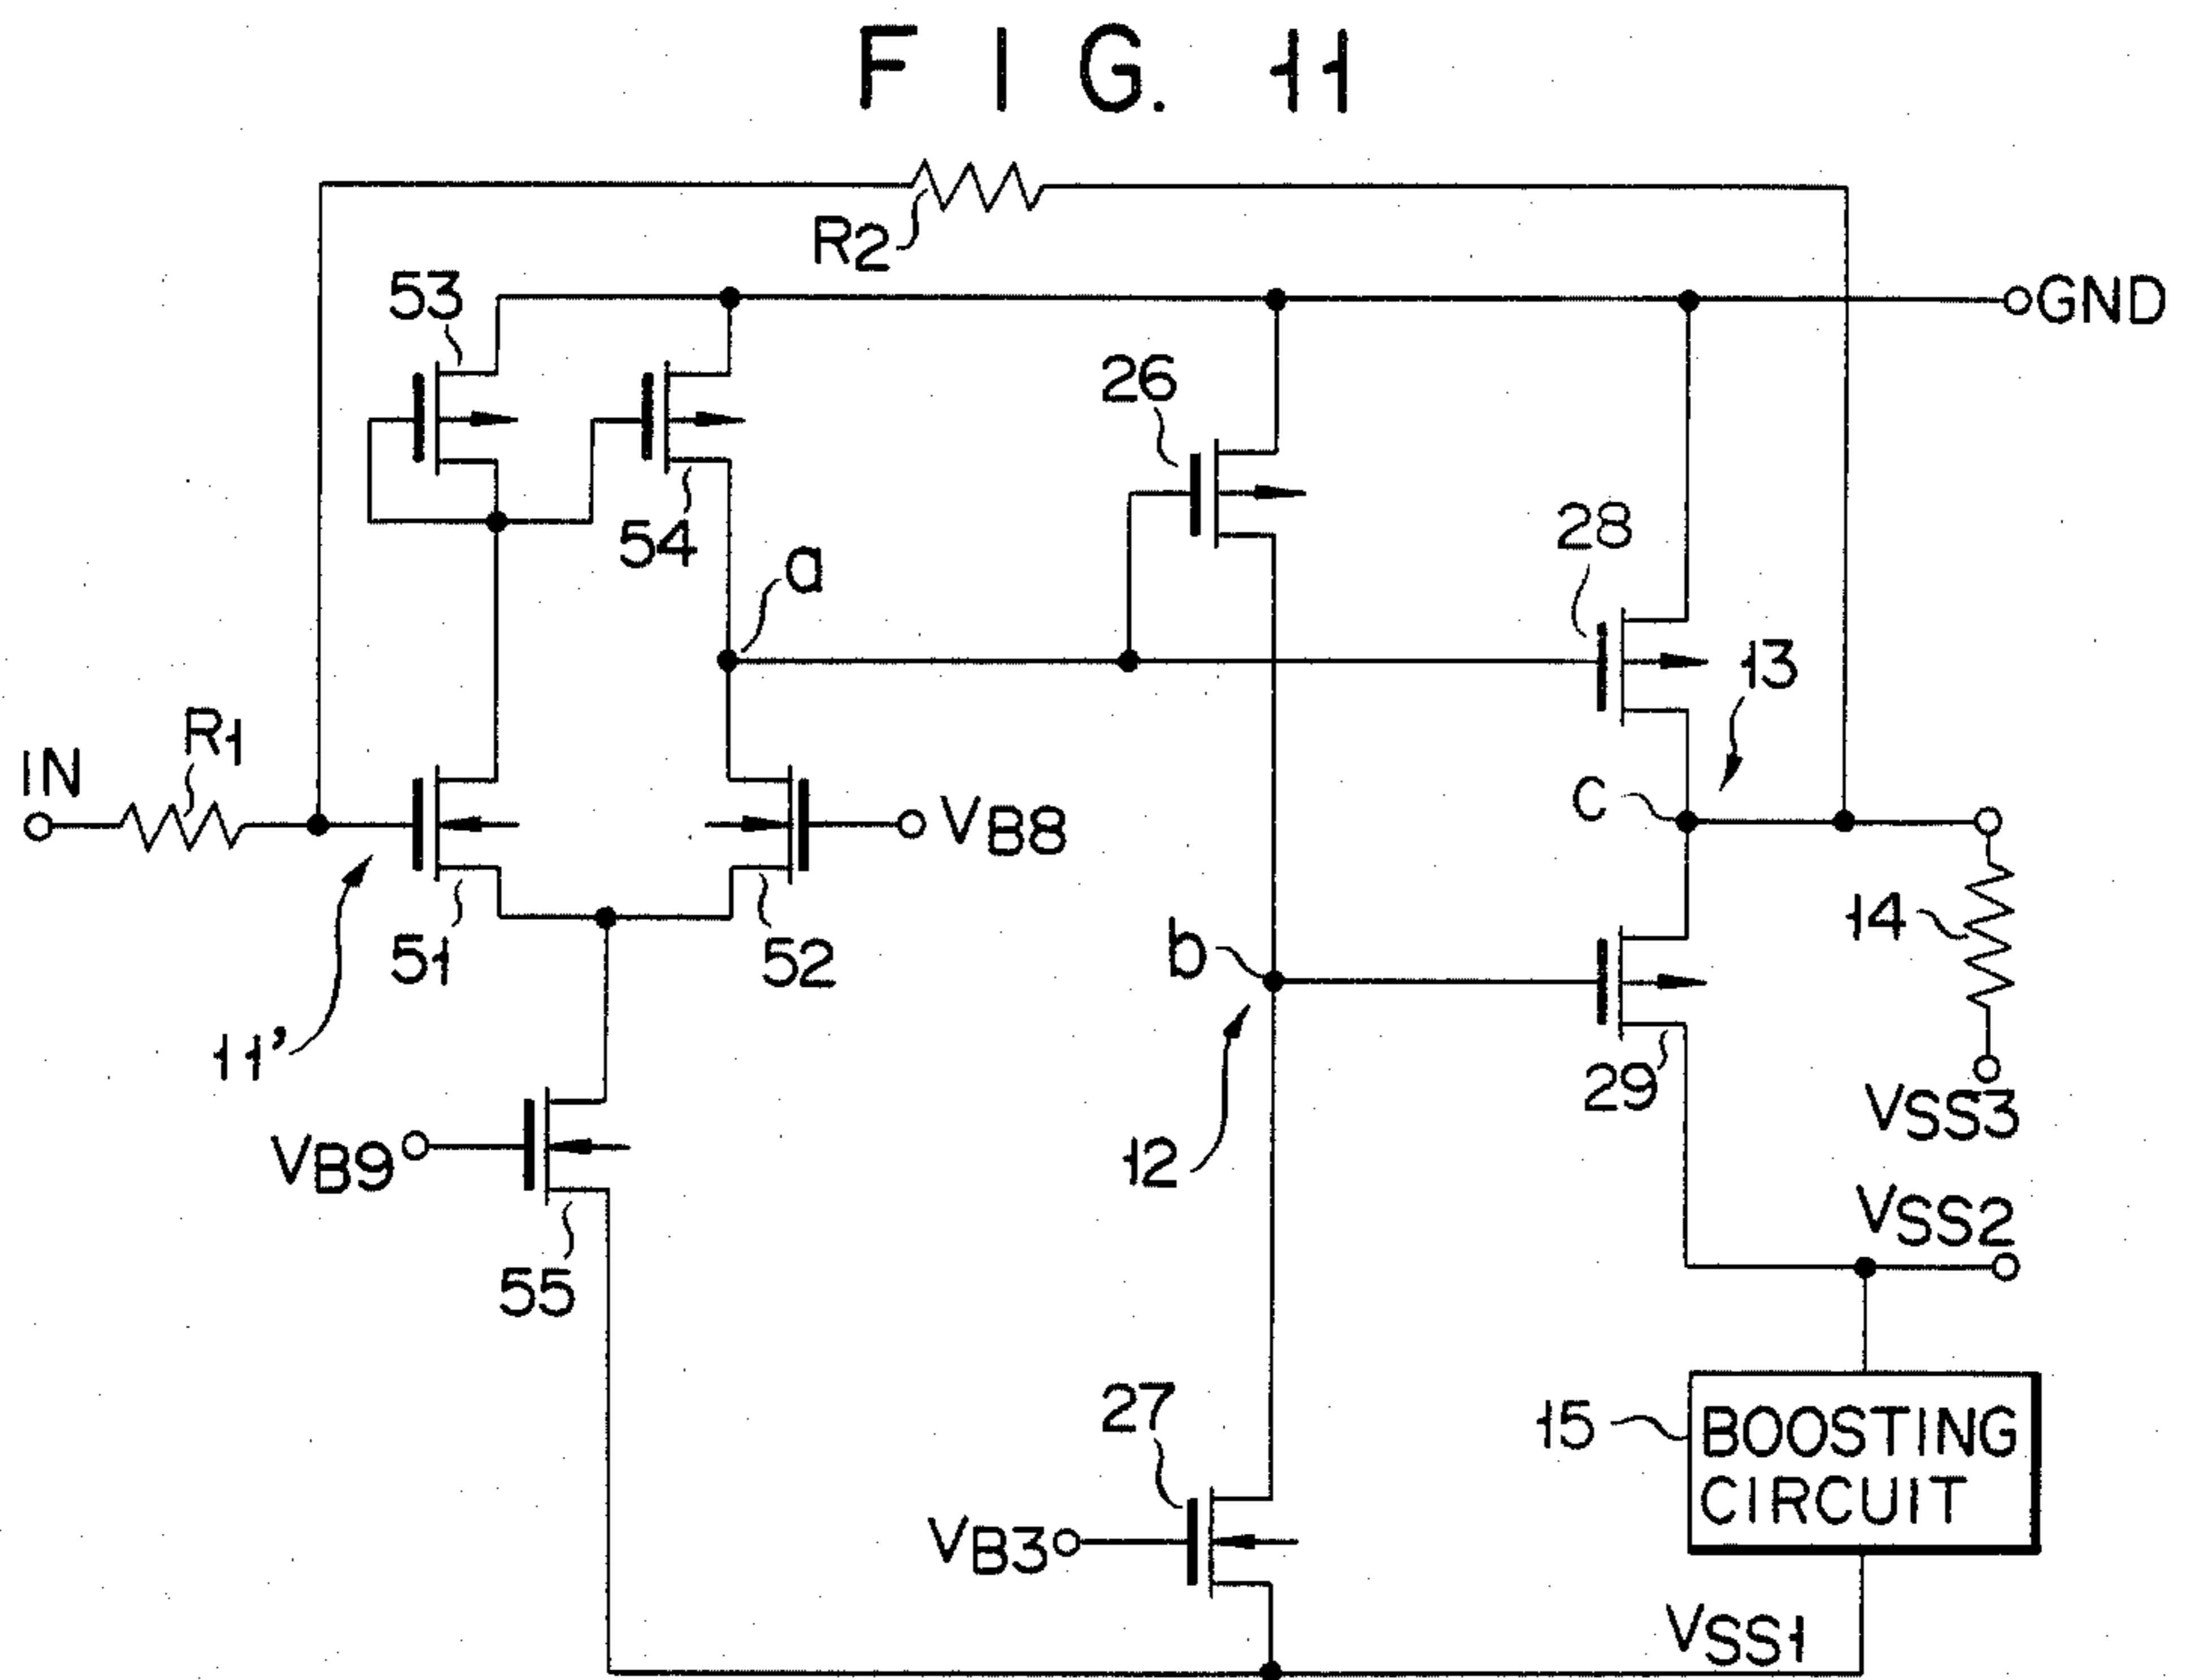 FIG. 11
R2
GND
53
26
54
28
a
13
R1
IN
C
VB8
14
51
52
b
11'
29
VSS3
VB9
12
VSS2
55
27
15
BOOSTING
CIRCUIT
VB3
VSS1